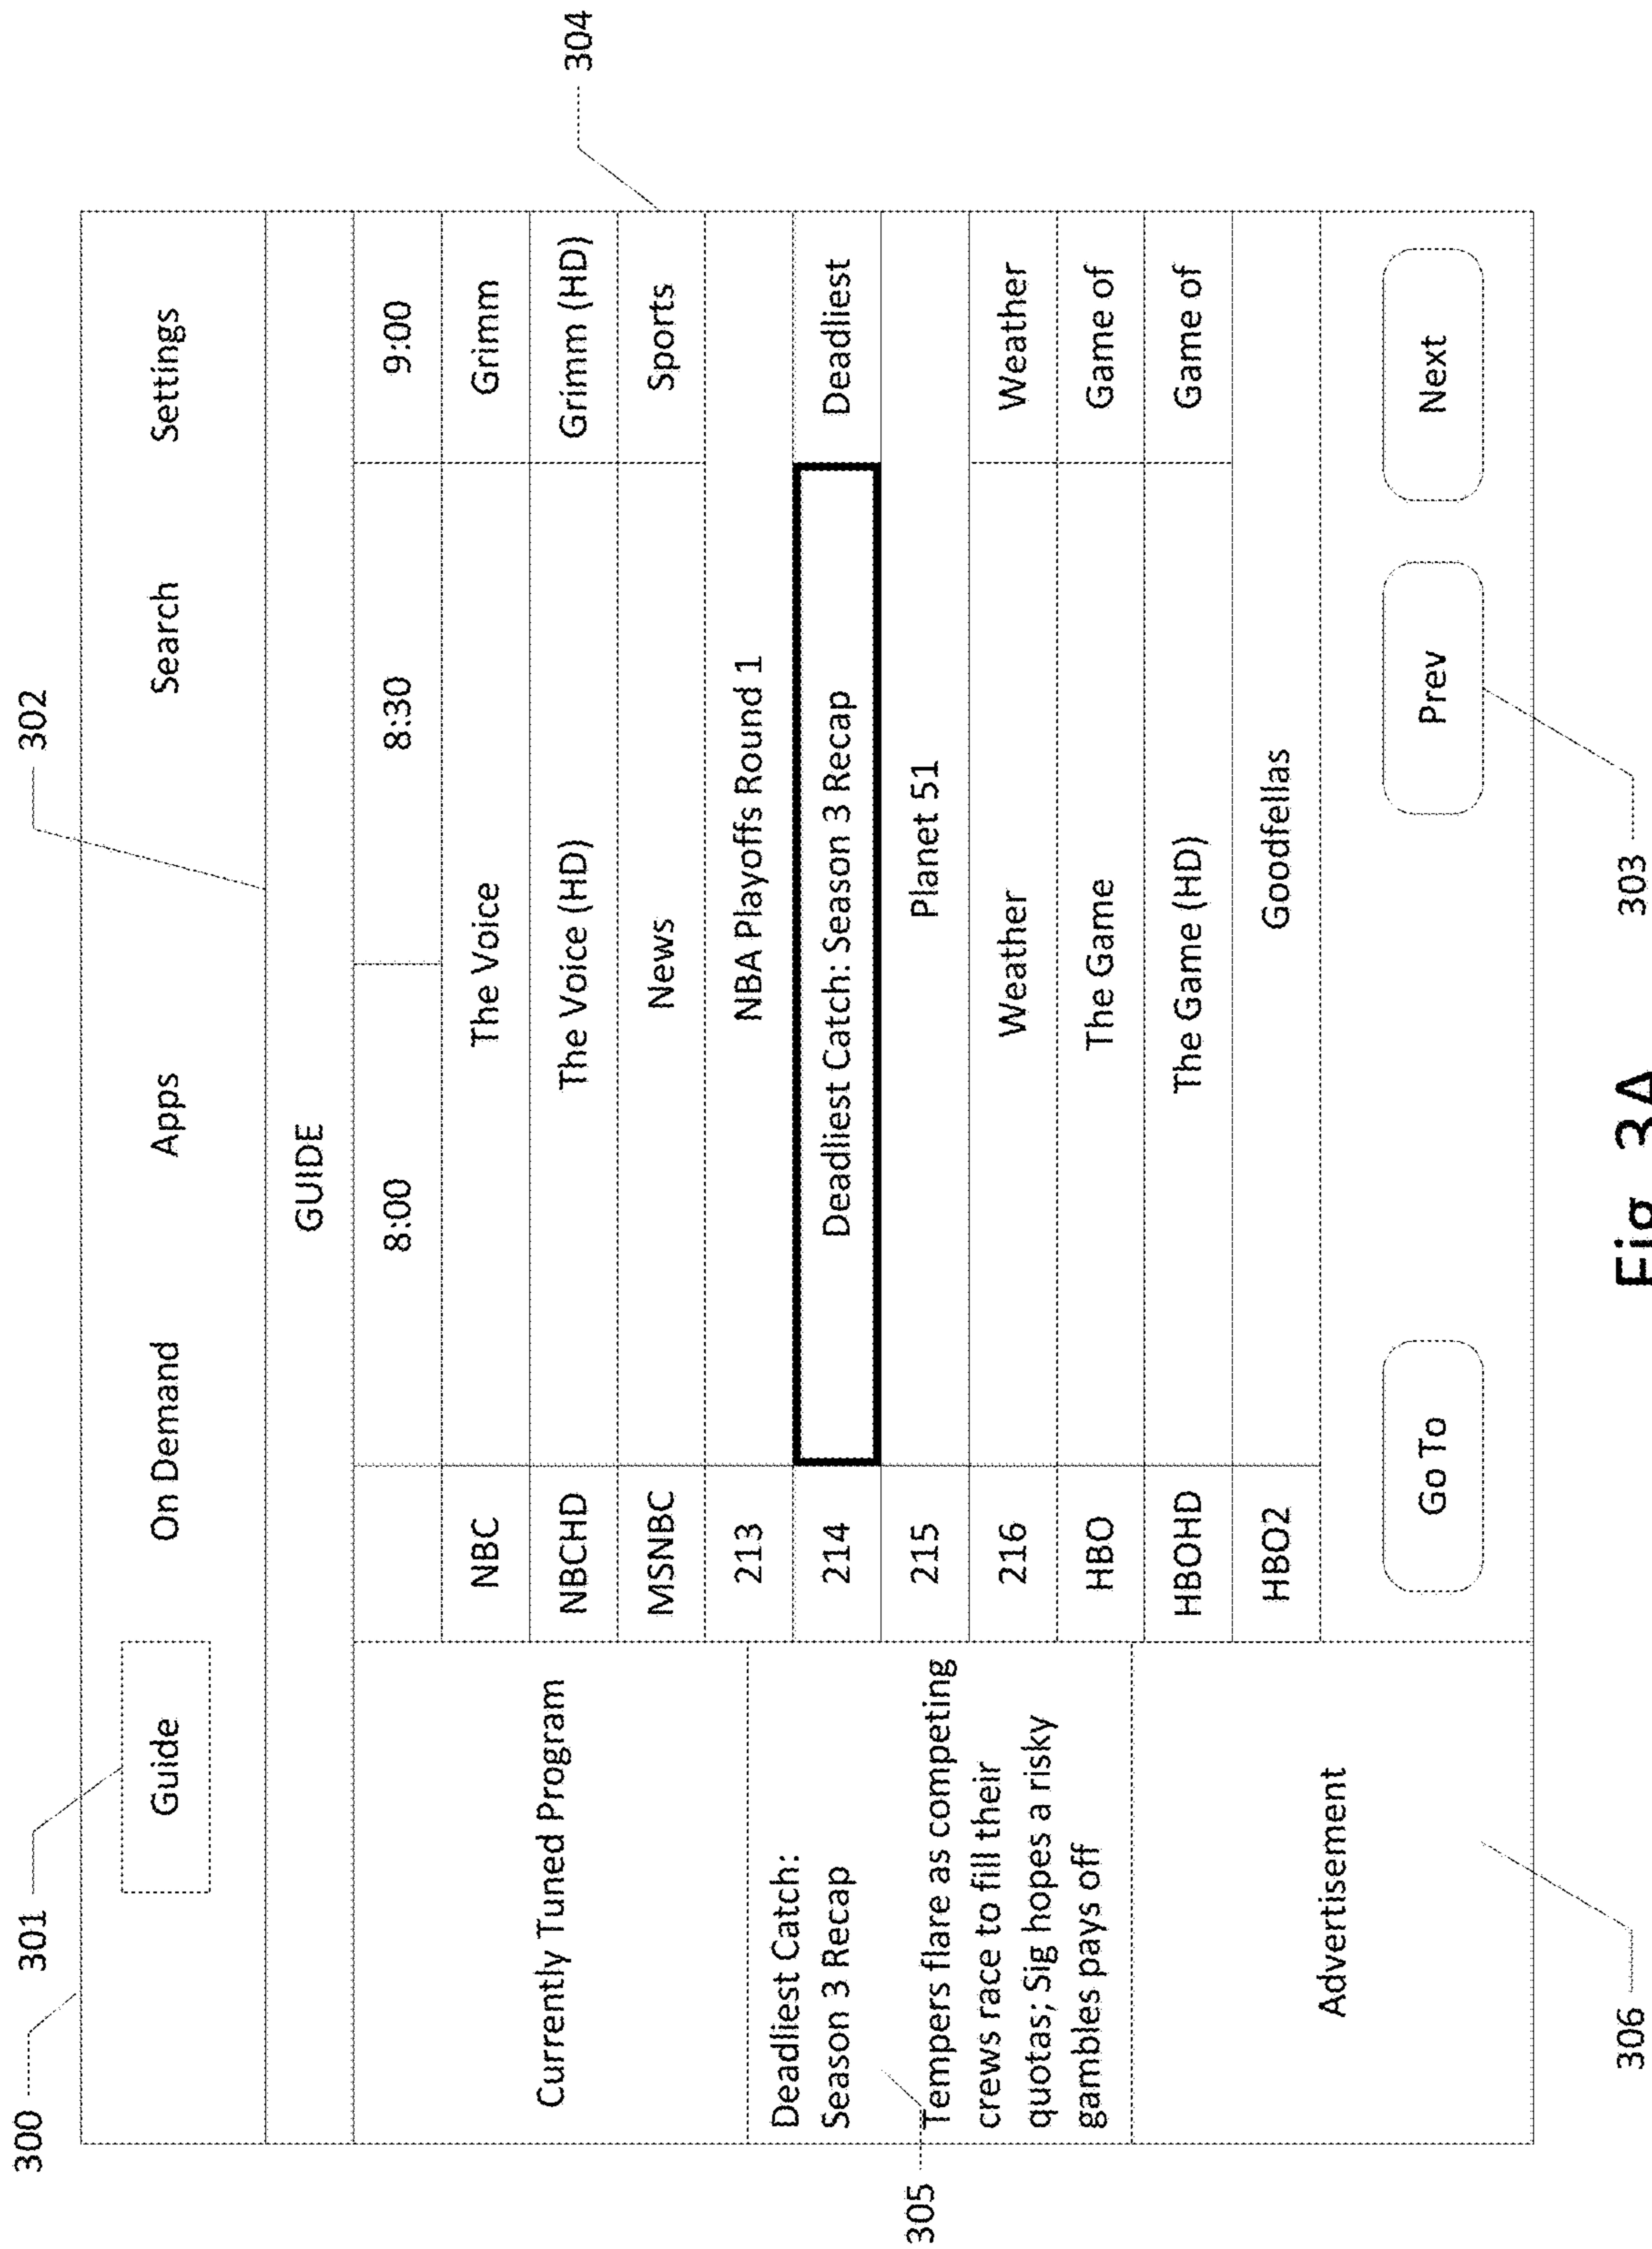 300
301
302
Guide
On Demand
Apps
Search
Settings
GUIDE
304
8:00
8:30
9:00
Currently Tuned Program
NBC
The Voice
Grimm
NBCHD
The Voice (HD)
Grimm (HD)
MSNBC
News
Sports
213
NBA Playoffs Round 1
Deadliest Catch:
Season 3 Recap
214
Deadliest Catch: Season 3 Recap
Deadliest
305
Tempers flare as competing
crews race to fill their
quotas; Sig hopes a risky
gambles pays off
215
Planet 51
216
Weather
Weather
HBO
The Game
Game of
HBOHD
The Game (HD)
Game of
HBO2
Goodfellas
Advertisement
Go To
Prev
Next
306
303
Fig. 3A